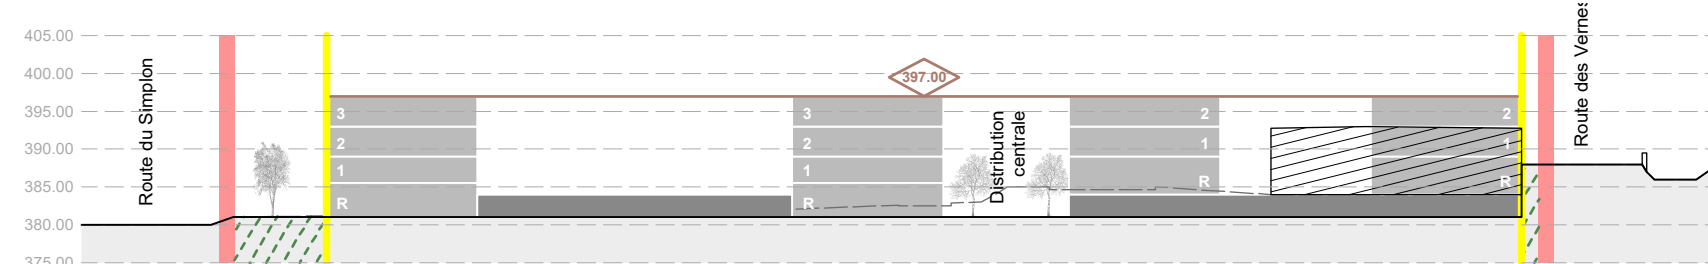 405.00
400.00
395.00
390.00
385.00
380.00
375.00
Route du Simplon
3
2
1
R
3
2
1
R
397.00
Distribution
centrale
2
1
R
2
1
R
Route des Vernes